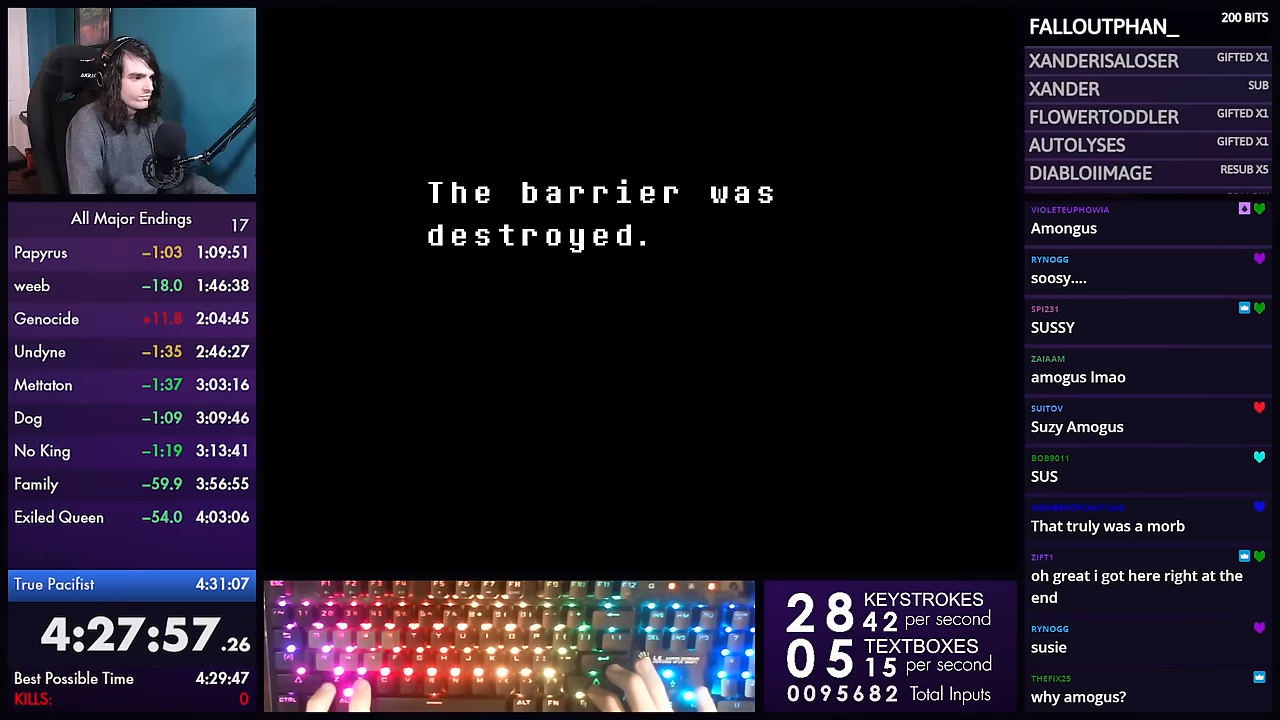 The barrier was
destroyed.
All Major Endings 17
Papyrus −1:03 1:09:51
weeb −18.0 1:46:38
Genocide +11.8 2:04:45
Undyne −1:35 2:46:27
Mettaton −1:37 3:03:16
Dog −1:09 3:09:46
No King −1:19 3:13:41
Family −59.9 3:56:55
Exiled Queen −54.0 4:03:06
True Pacifist 4:31:07
4:27:57.26
Best Possible Time 4:29:47
KILLS: 0
28 KEYSTROKES
42 per second
05 TEXTBOXES
15 per second
0095682 Total Inputs
FALLOUTPHAN_ 200 BITS
XANDERISALOSER GIFTED X1
XANDER SUB
FLOWERTODDLER GIFTED X1
AUTOLYSES GIFTED X1
DIABLOIIMAGE RESUB X5
VIOLETEUPHOWIA
Amongus
RYNOGG
soosy....
SPI231
SUSSY
ZAIAAM
amogus lmao
SUITOV
Suzy Amogus
BOB9011
SUS
That truly was a morb
ZIFT1
oh great i got here right at the
end
RYNOGG
susie
THEFIX25
why amogus?